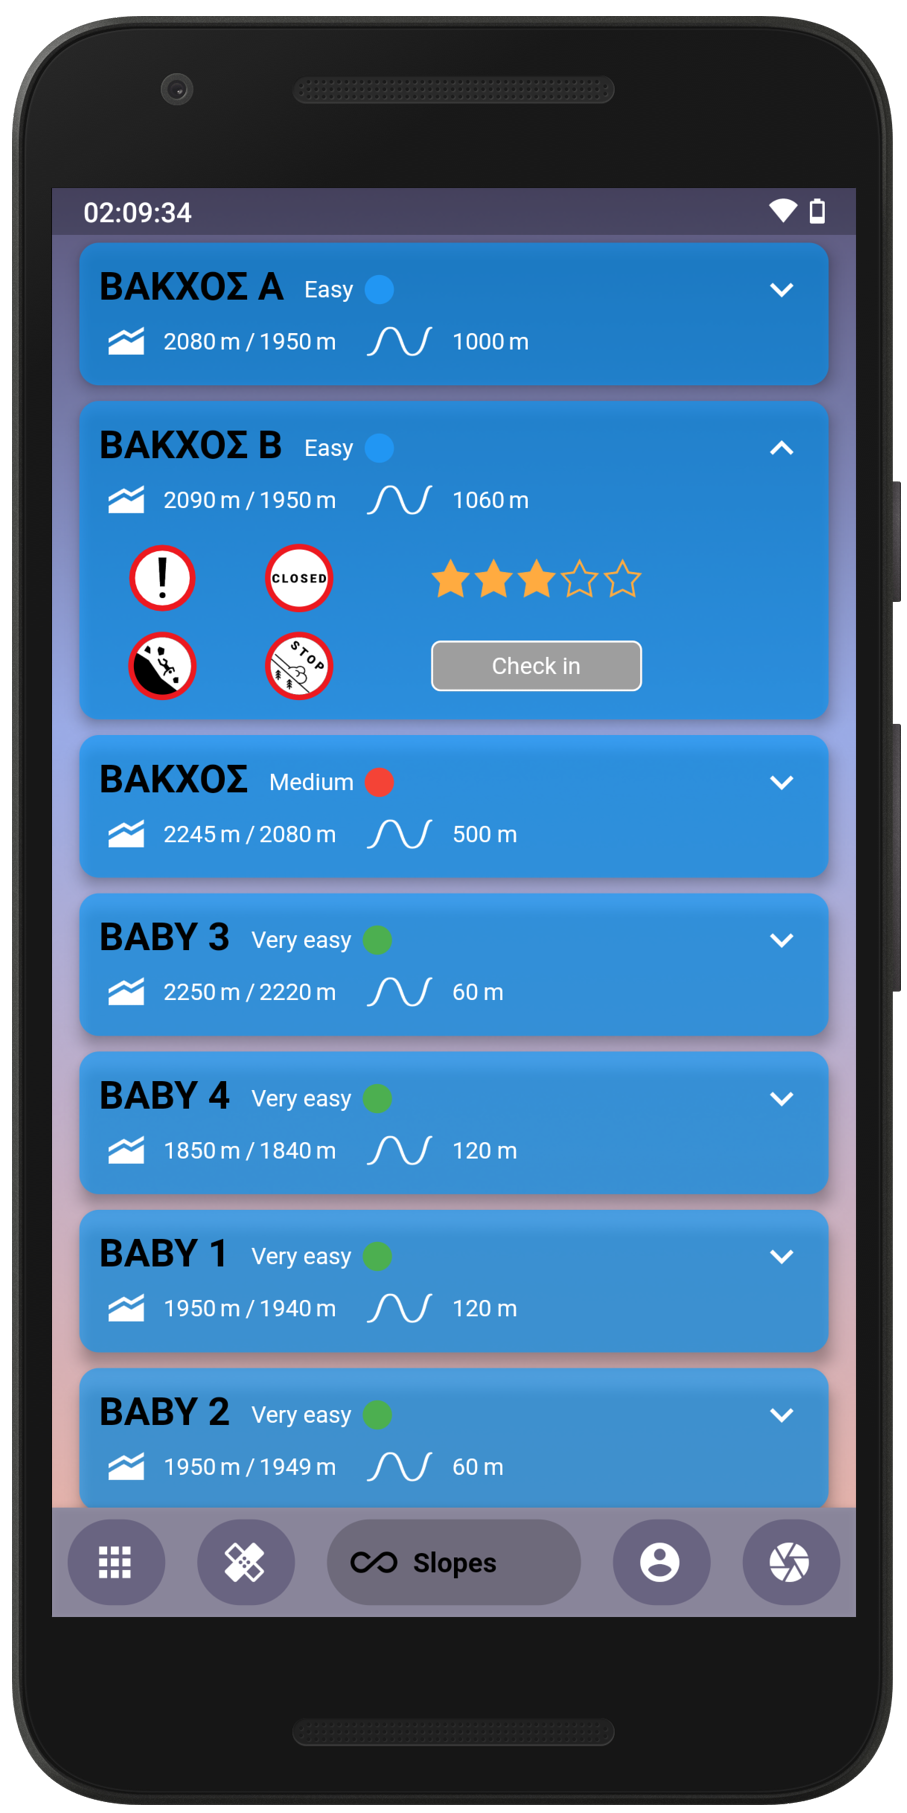 02:09:34
ΒΑΚΧΟΣ Α Easy
2080 m / 1950 m 1000 m
ΒΑΚΧΟΣ Β Easy
2090 m / 1950 m 1060 m
! CLOSED
STOP
Check in
ΒΑΚΧΟΣ Medium
2245 m / 2080 m 500 m
BABY 3 Very easy
2250 m / 2220 m 60 m
BABY 4 Very easy
1850 m / 1840 m 120 m
BABY 1 Very easy
1950 m / 1940 m 120 m
BABY 2 Very easy
1950 m / 1949 m 60 m
Slopes